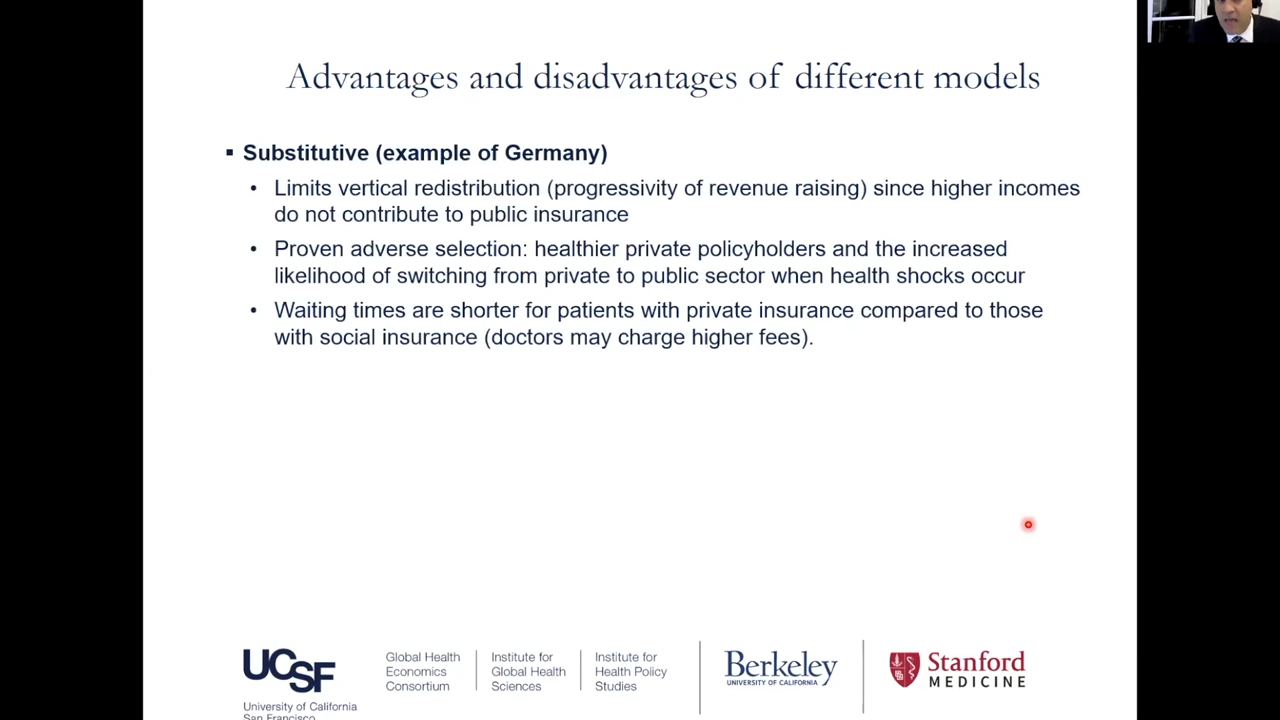 Advantages and disadvantages of different models
▪ Substitutive (example of Germany)
• Limits vertical redistribution (progressivity of revenue raising) since higher incomes
do not contribute to public insurance
• Proven adverse selection: healthier private policyholders and the increased
likelihood of switching from private to public sector when health shocks occur
• Waiting times are shorter for patients with private insurance compared to those
with social insurance (doctors may charge higher fees).
UCSF
University of California
San Francisco
Global Health
Economics
Consortium
Institute for
Global Health
Sciences
Institute for
Health Policy
Studies
Berkeley
UNIVERSITY OF CALIFORNIA
Stanford
MEDICINE